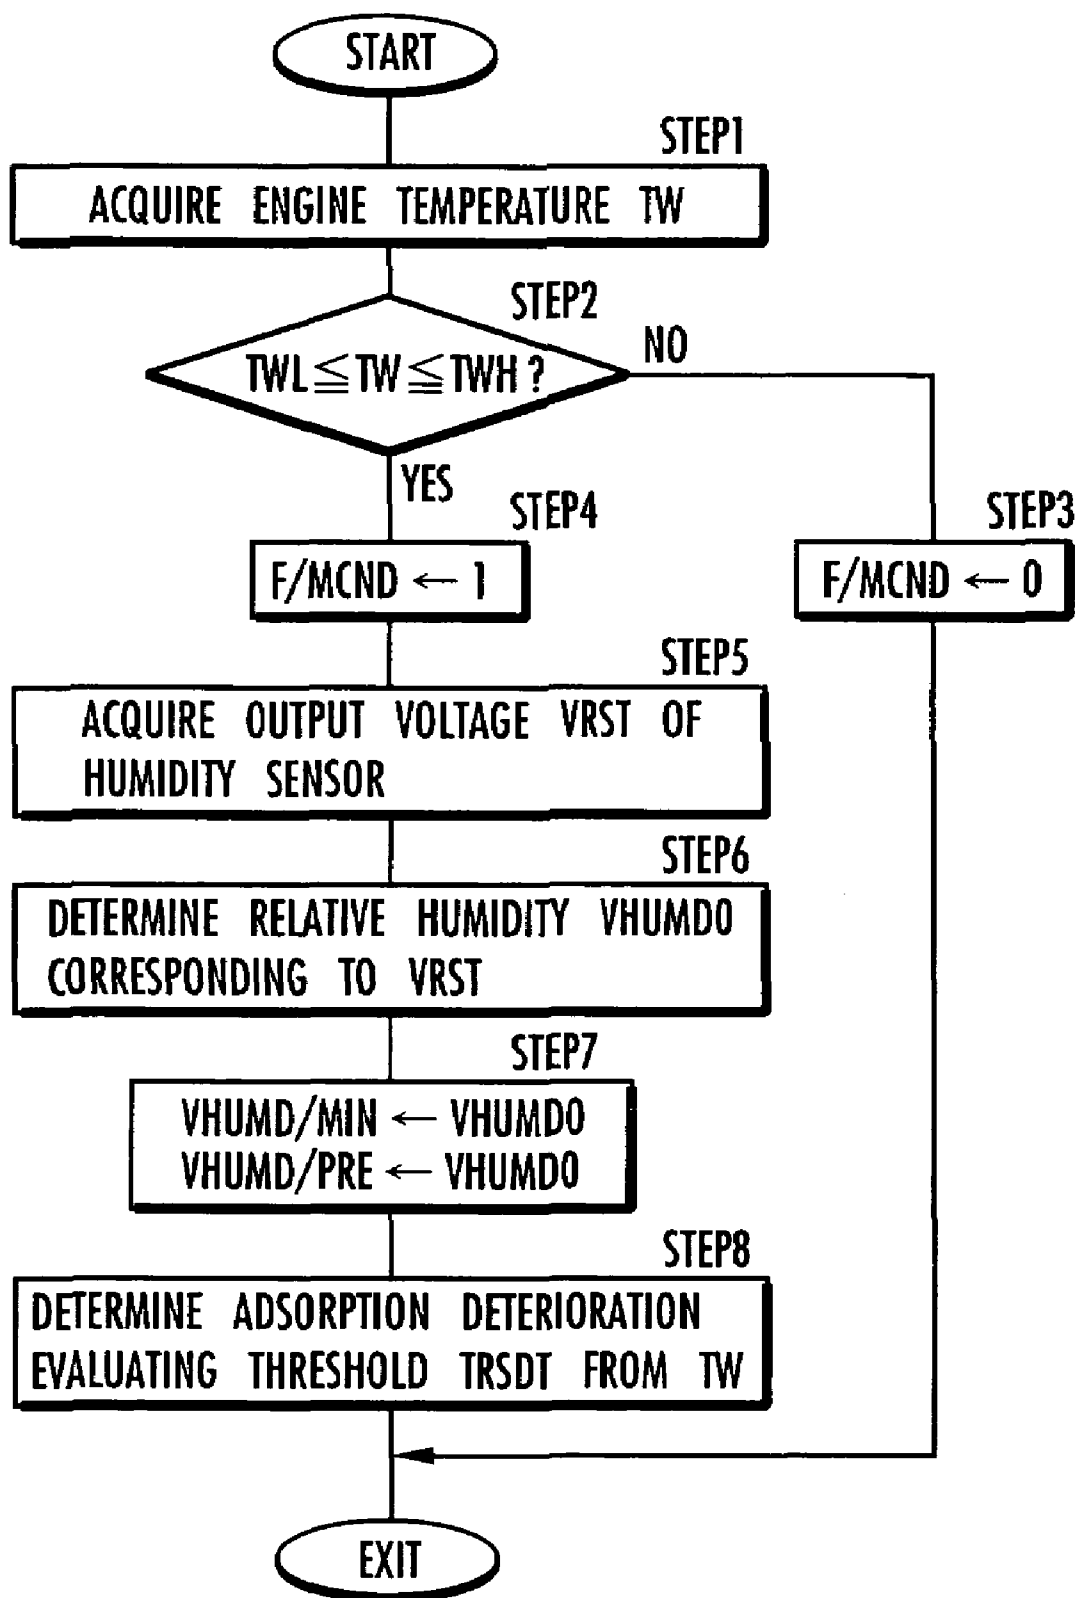 START
STEP1
ACQUIRE ENGINE TEMPERATURE TW
STEP2
TWL ≦ TW ≦ TWH ?
NO
YES
STEP4
F/MCND ← 1
STEP3
F/MCND ← 0
STEP5
ACQUIRE OUTPUT VOLTAGE VRST OF
HUMIDITY SENSOR
STEP6
DETERMINE RELATIVE HUMIDITY VHUMD0
CORRESPONDING TO VRST
STEP7
VHUMD/MIN ← VHUMD0
VHUMD/PRE ← VHUMD0
STEP8
DETERMINE ADSORPTION DETERIORATION
EVALUATING THRESHOLD TRSDT FROM TW
EXIT